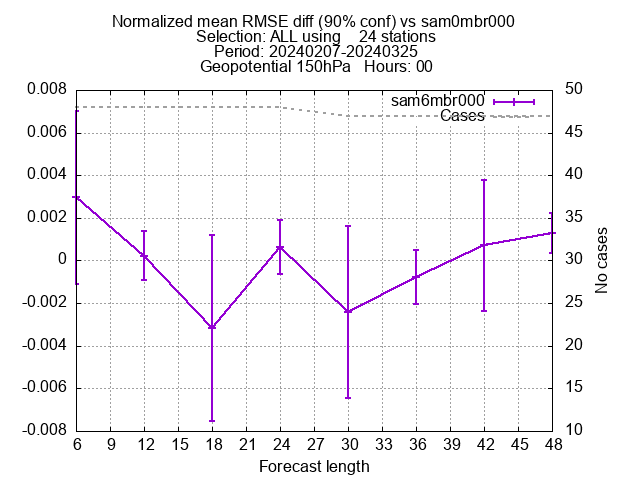 Normalized mean RMSE diff (90% conf) vs sam0mbr000
Selection: ALL using    24 stations
Period: 20240207-20240325
Geopotential 150hPa   Hours: 00
sam6mbr000
Cases
0.008
0.006
0.004
0.002
0
-0.002
-0.004
-0.006
-0.008
50
45
40
35
30
25
20
15
10
No cases
6 9 12 15 18 21 24 27 30 33 36 39 42 45 48
Forecast length